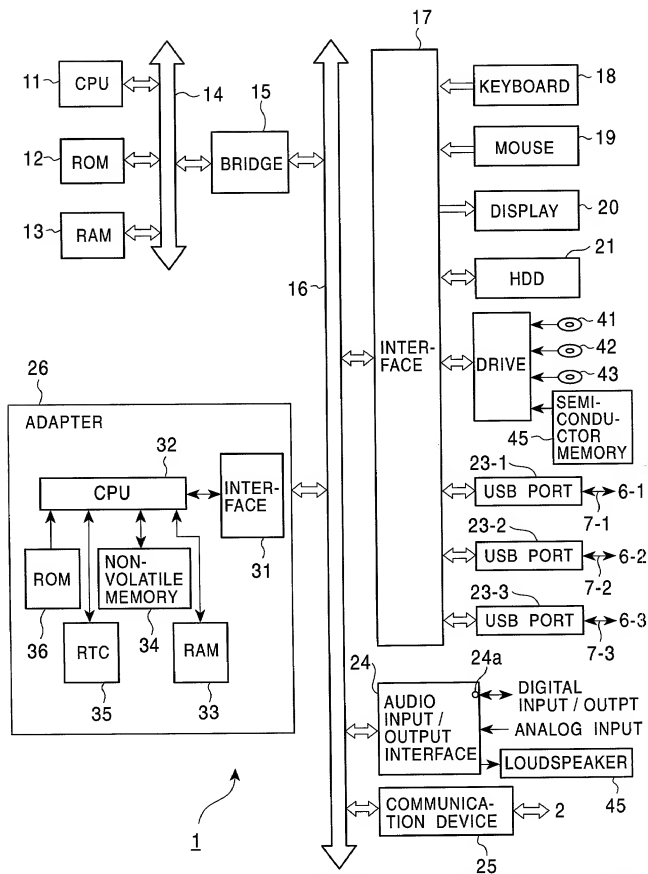 17
11
CPU
14
15
KEYBOARD
18
12
ROM
BRIDGE
MOUSE
19
13
RAM
DISPLAY
20
16
HDD
21
INTER-
FACE
DRIVE
41
42
43
45
SEMI-
CONDU-
CTOR
MEMORY
26
ADAPTER
32
CPU
INTER-
FACE
31
ROM
36
NON-
VOLATILE
MEMORY
34
RTC
35
RAM
33
23-1
USB PORT
6-1
7-1
23-2
USB PORT
6-2
7-2
23-3
USB PORT
6-3
7-3
24
24a
AUDIO
INPUT/
OUTPUT
INTERFACE
DIGITAL
INPUT/OUTPT
ANALOG INPUT
LOUDSPEAKER
45
COMMUNICA-
TION DEVICE
2
25
1